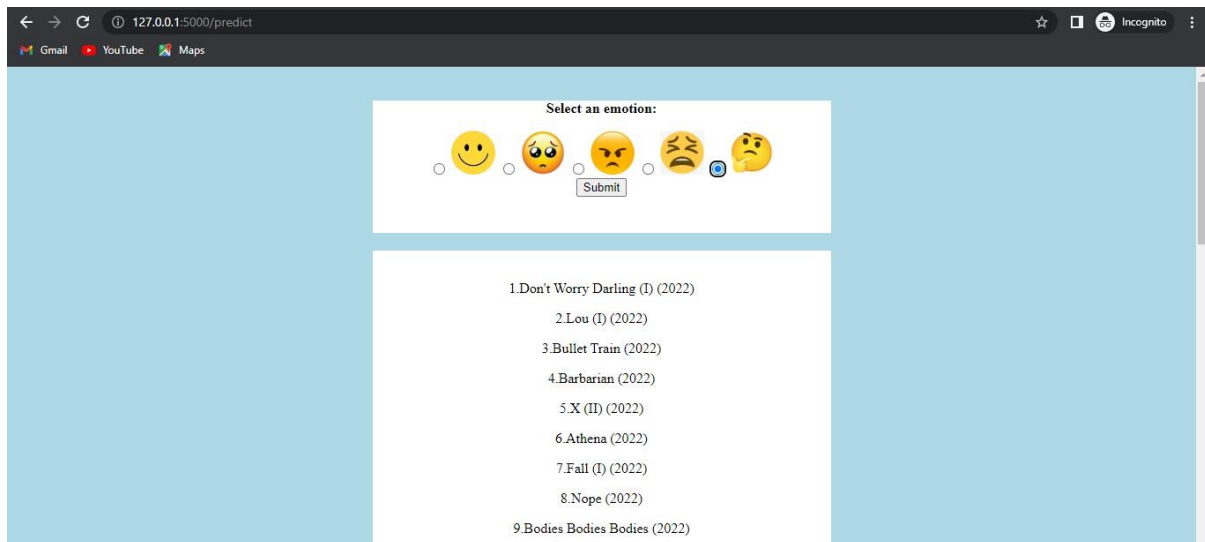 127.0.0.1:5000/predict
Incognito
Gmail YouTube Maps
Select an emotion:
Submit
1.Don't Worry Darling (I) (2022)
2.Lou (I) (2022)
3.Bullet Train (2022)
4.Barbarian (2022)
5.X (II) (2022)
6.Athena (2022)
7.Fall (I) (2022)
8.Nope (2022)
9.Bodies Bodies Bodies (2022)